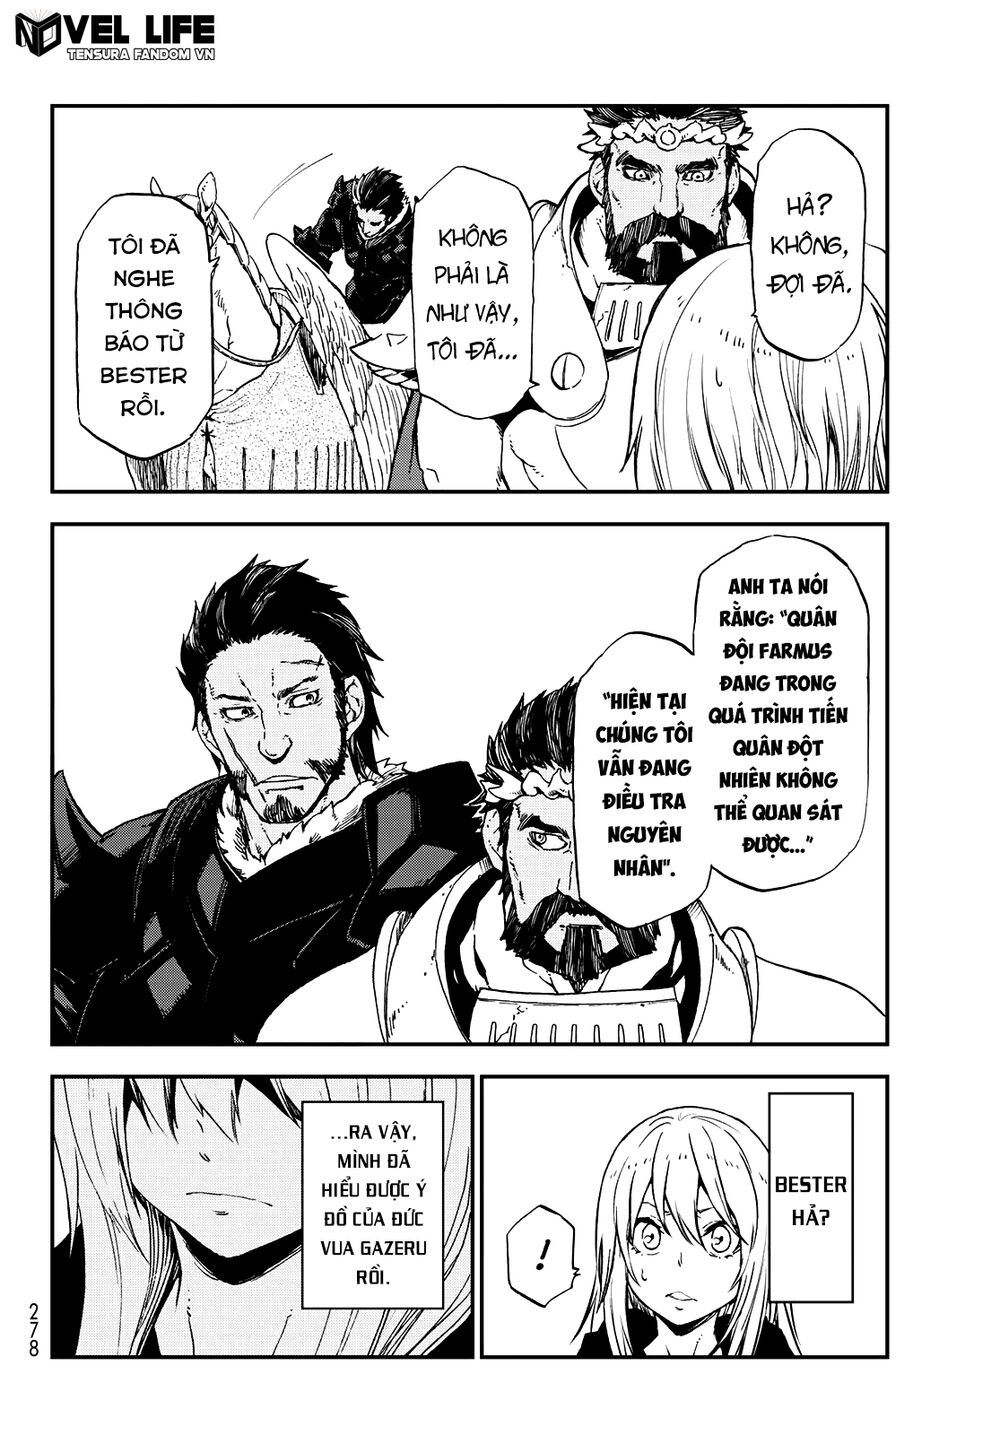 NOVEL LIFE
TENSURA FANDOM VN
HẢ?
KHÔNG,
ĐỢI ĐÃ.
KHÔNG
PHẢI LÀ
NHƯ VẬY,
TÔI ĐÃ...
TÔI ĐÃ
NGHE
THÔNG
BÁO TỪ
BESTER
RỒI.
ANH TA NÓI
RẰNG: "QUÂN
ĐỘI FARMUS
ĐANG TRONG
QUÁ TRÌNH TIẾN
QUÂN ĐỘT
NHIÊN KHÔNG
THỂ QUAN SÁT
ĐƯỢC..."
"HIỆN TẠI
CHÚNG TÔI
VẪN ĐANG
ĐIỀU TRA
NGUYÊN
NHÂN".
BESTER
HẢ?
!
...RA VẬY,
MÌNH ĐÃ
HIỂU ĐƯỢC Ý
ĐỒ CỦA ĐỨC
VUA GAZERU
RỒI.
278